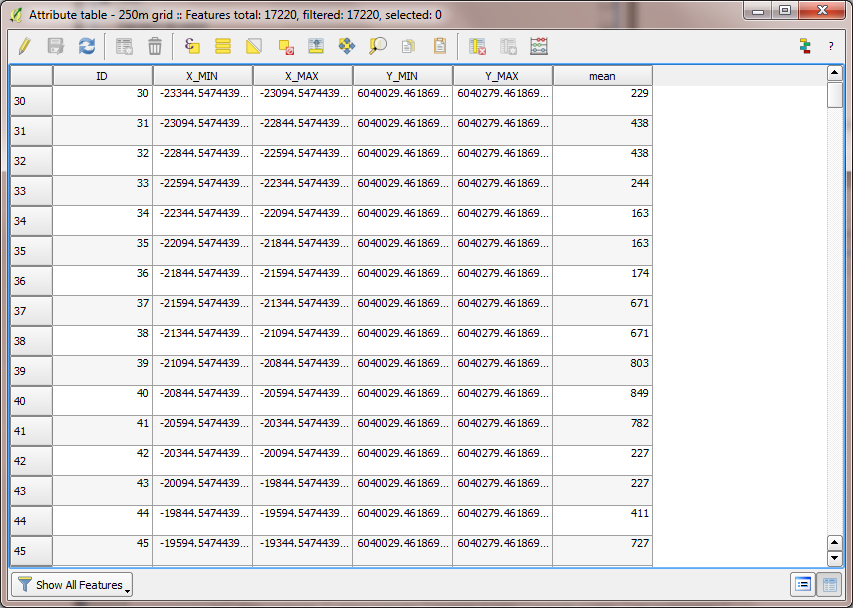 Attribute table - 250m grid :: Features total: 17220, filtered: 17220, selected: 0
?
ID X_MIN X_MAX Y_MIN Y_MAX mean
30 30 -23344.5474439... -23094.5474439... 6040029.461869... 6040279.461869... 229
31 31 -23094.5474439... -22844.5474439... 6040029.461869... 6040279.461869... 438
32 32 -22844.5474439... -22594.5474439... 6040029.461869... 6040279.461869... 438
33 33 -22594.5474439... -22344.5474439... 6040029.461869... 6040279.461869... 244
34 34 -22344.5474439... -22094.5474439... 6040029.461869... 6040279.461869... 163
35 35 -22094.5474439... -21844.5474439... 6040029.461869... 6040279.461869... 163
36 36 -21844.5474439... -21594.5474439... 6040029.461869... 6040279.461869... 174
37 37 -21594.5474439... -21344.5474439... 6040029.461869... 6040279.461869... 671
38 38 -21344.5474439... -21094.5474439... 6040029.461869... 6040279.461869... 671
39 39 -21094.5474439... -20844.5474439... 6040029.461869... 6040279.461869... 803
40 40 -20844.5474439... -20594.5474439... 6040029.461869... 6040279.461869... 849
41 41 -20594.5474439... -20344.5474439... 6040029.461869... 6040279.461869... 782
42 42 -20344.5474439... -20094.5474439... 6040029.461869... 6040279.461869... 227
43 43 -20094.5474439... -19844.5474439... 6040029.461869... 6040279.461869... 227
44 44 -19844.5474439... -19594.5474439... 6040029.461869... 6040279.461869... 411
45 45 -19594.5474439... -19344.5474439... 6040029.461869... 6040279.461869... 727
Show All Features